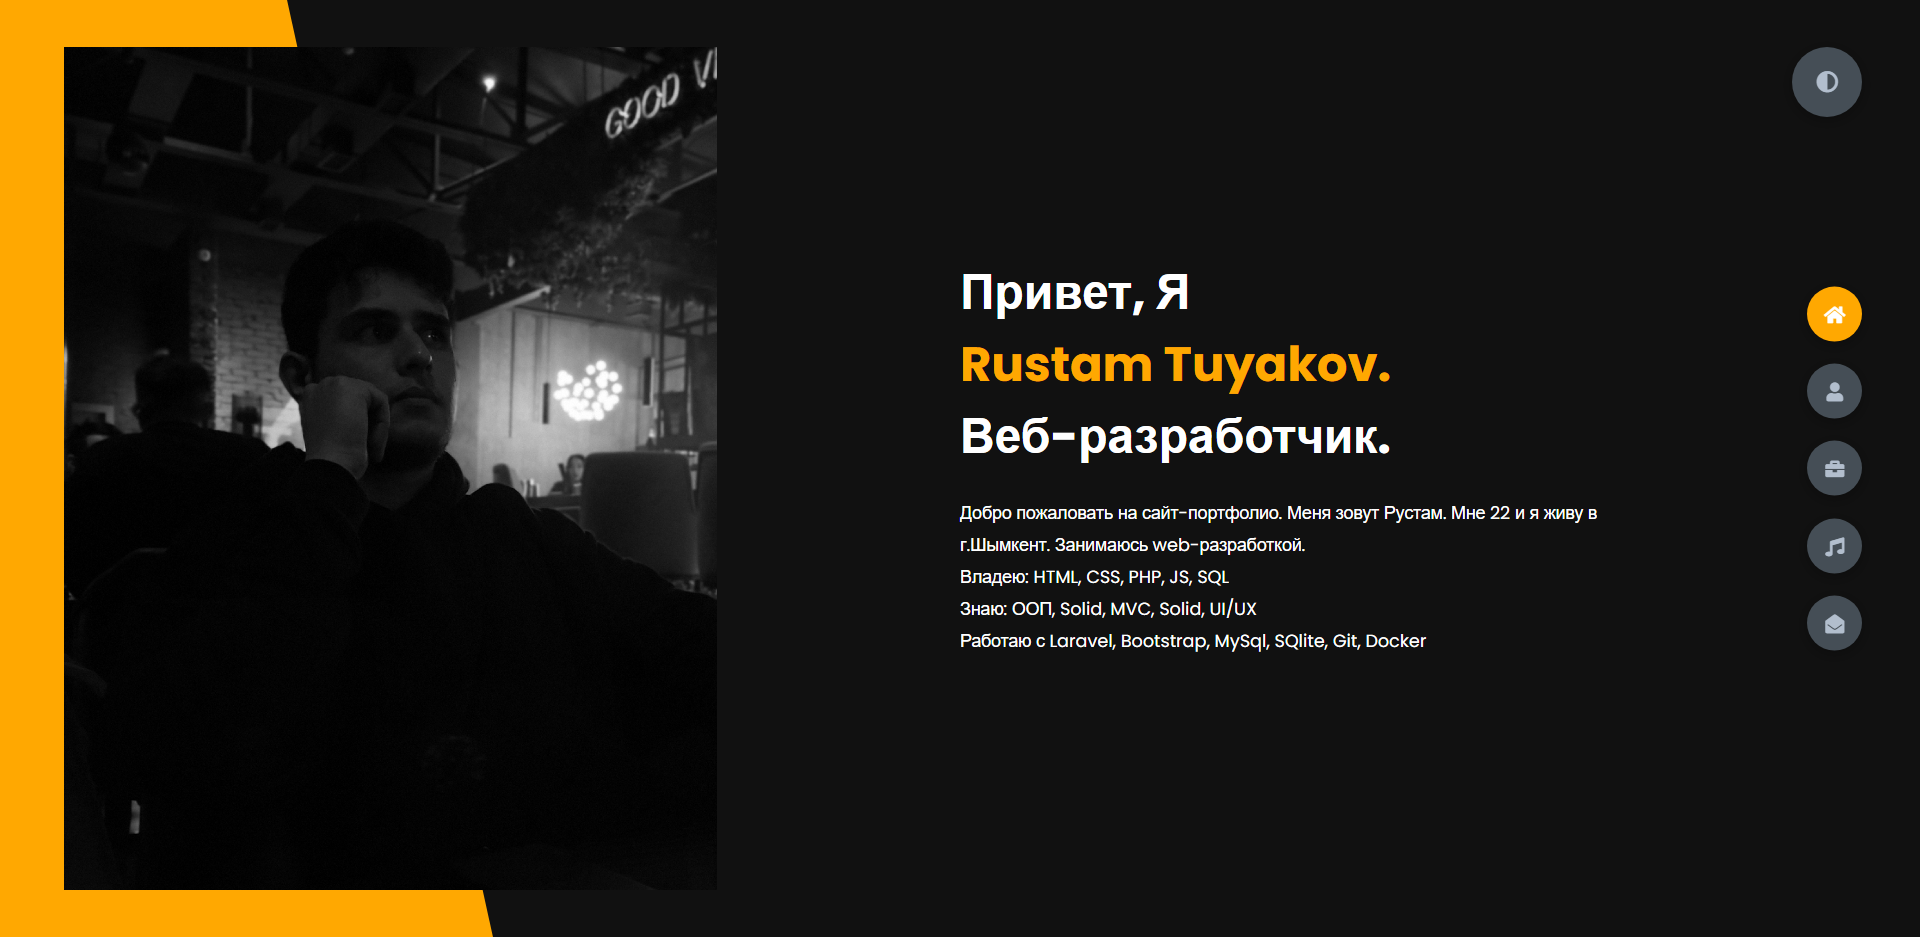 GOOD
Привет, Я
Rustam Tuyakov.
Веб-разработчик.
Добро пожаловать на сайт-портфолио. Меня зовут Рустам. Мне 22 и я живу в
г.Шымкент. Занимаюсь web-разработкой.
Владею: HTML, CSS, PHP, JS, SQL
Знаю: ООП, Solid, MVC, Solid, UI/UX
Работаю с Laravel, Bootstrap, MySql, SQlite, Git, Docker